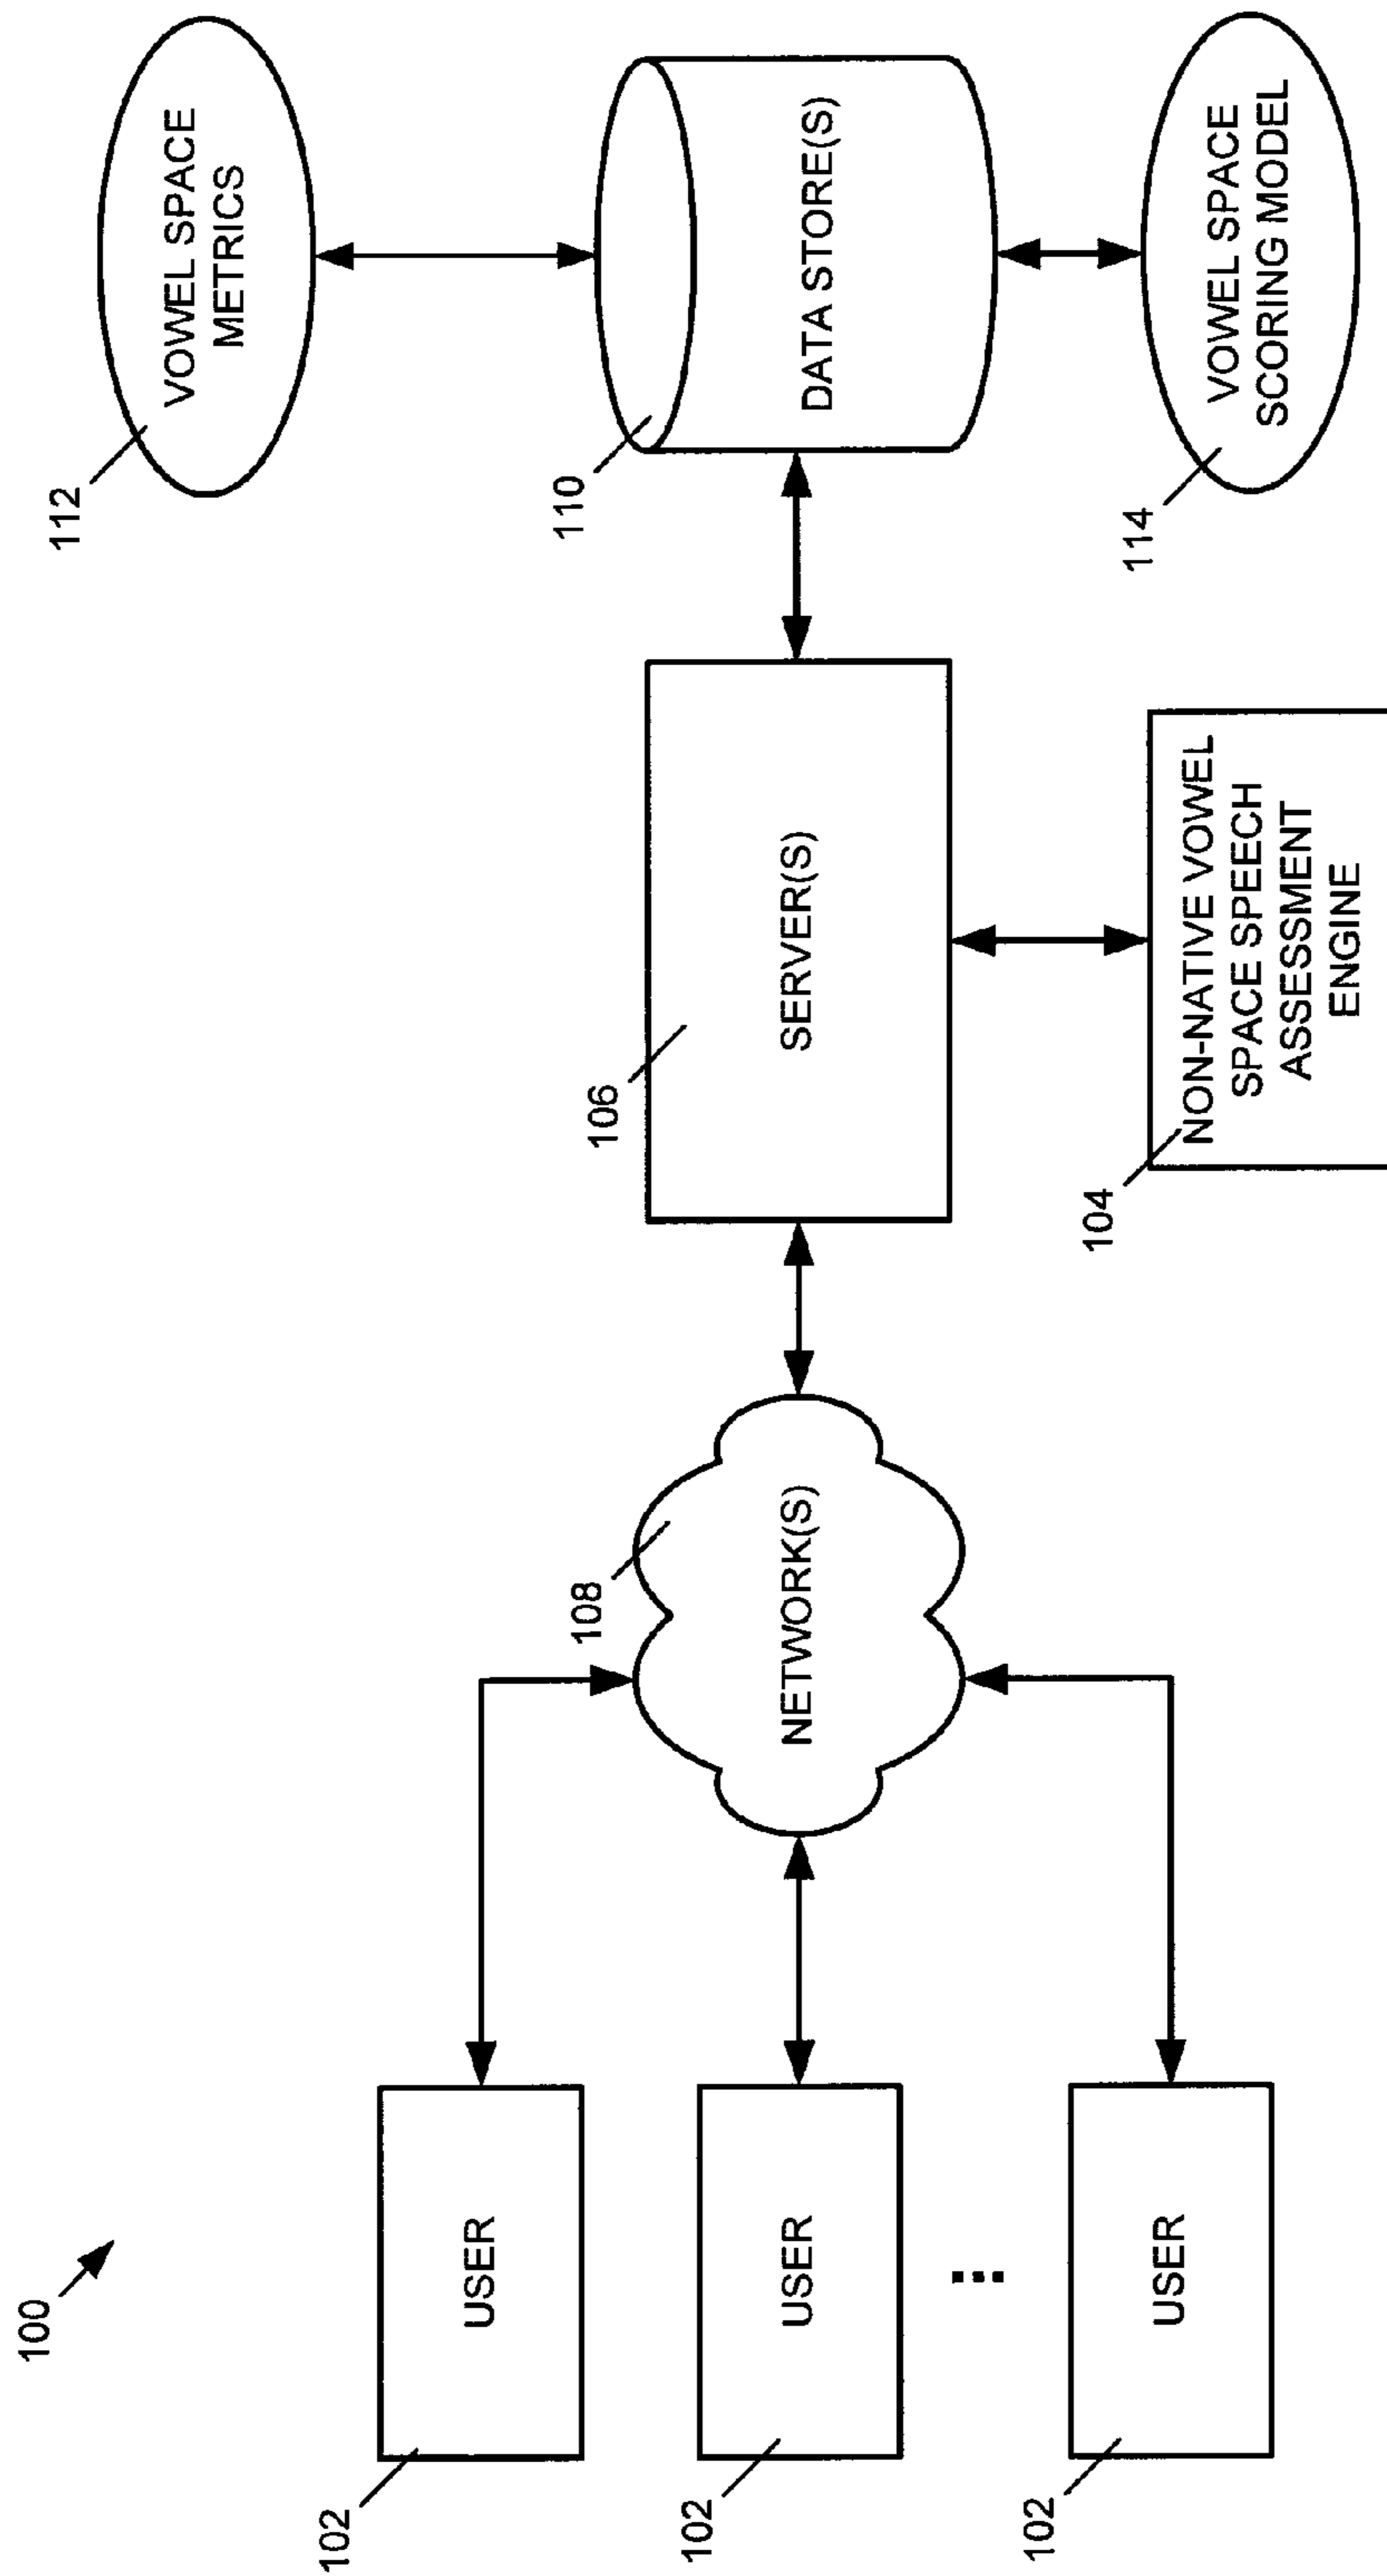 100
102
USER
102
USER
102
USER
108
NETWORK(S)
106
SERVER(S)
104
NON-NATIVE VOWEL
SPACE SPEECH
ASSESSMENT
ENGINE
110
DATA STORE(S)
112
VOWEL SPACE
METRICS
114
VOWEL SPACE
SCORING MODEL